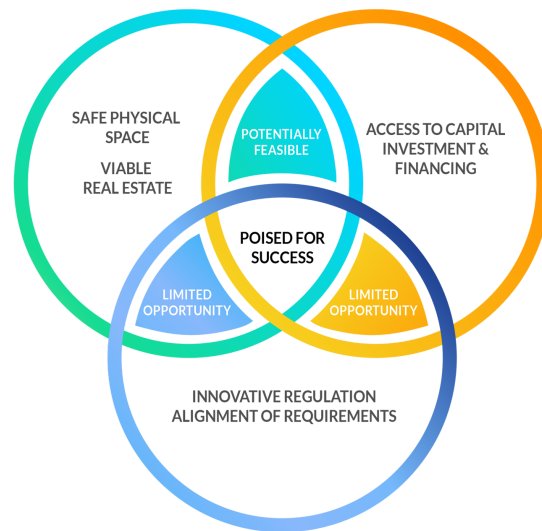 SAFE PHYSICAL
SPACE
VIABLE
REAL ESTATE
POTENTIALLY
FEASIBLE
ACCESS TO CAPITAL
INVESTMENT &
FINANCING
POISED FOR
SUCCESS
LIMITED
OPPORTUNITY
LIMITED
OPPORTUNITY
INNOVATIVE REGULATION
ALIGNMENT OF REQUIREMENTS